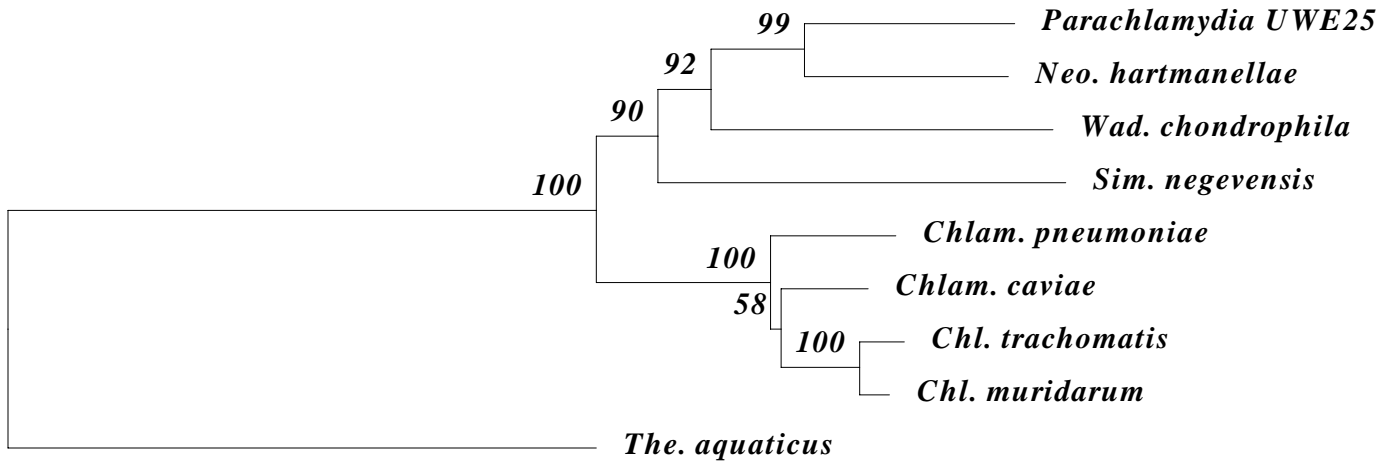 99 Parachlamydia UWE25
92 Neo. hartmanellae
90 Wad. chondrophila
100 Sim. negevensis
100 Chlam. pneumoniae
58 Chlam. caviae
100 Chl. trachomatis
Chl. muridarum
The. aquaticus